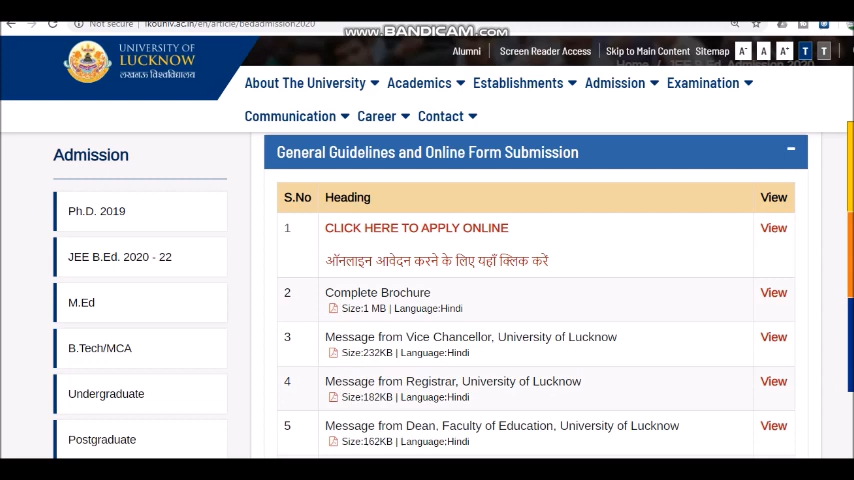 Not secure | lkouniv.ac.in/en/article/bedadmission2020
www.BANDICAM.com
UNIVERSITY OF
LUCKNOW
लखनऊ विश्वविद्यालय
Alumni
Screen Reader Access
Skip to Main Content
Sitemap
A-
A
A+
T
T
Home / JEE B.Ed. Admission 2020
About The University
Academics
Establishments
Admission
Examination
Communication
Career
Contact
Admission
Ph.D. 2019
JEE B.Ed. 2020 - 22
M.Ed
B.Tech/MCA
Undergraduate
Postgraduate
General Guidelines and Online Form Submission
S.No Heading View
1 CLICK HERE TO APPLY ONLINE View
ऑनलाइन आवेदन करने के लिए यहाँ क्लिक करें
2 Complete Brochure View
Size:1 MB | Language:Hindi
3 Message from Vice Chancellor, University of Lucknow View
Size:232KB | Language:Hindi
4 Message from Registrar, University of Lucknow View
Size:182KB | Language:Hindi
5 Message from Dean, Faculty of Education, University of Lucknow View
Size:162KB | Language:Hindi